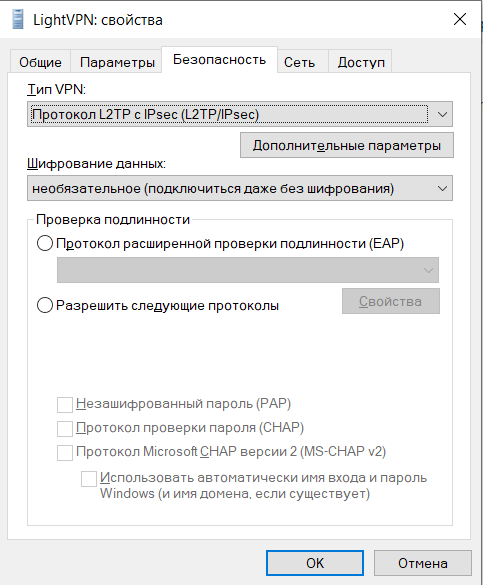 LightVPN: свойства
Общие
Параметры
Безопасность
Сеть
Доступ
Тип VPN:
Протокол L2TP с IPsec (L2TP/IPsec)
Дополнительные параметры
Шифрование данных:
необязательное (подключиться даже без шифрования)
Проверка подлинности
Протокол расширенной проверки подлинности (EAP)
Свойства
Разрешить следующие протоколы
Незашифрованный пароль (PAP)
Протокол проверки пароля (CHAP)
Протокол Microsoft CHAP версии 2 (MS-CHAP v2)
Использовать автоматически имя входа и пароль
Windows (и имя домена, если существует)
OK
Отмена